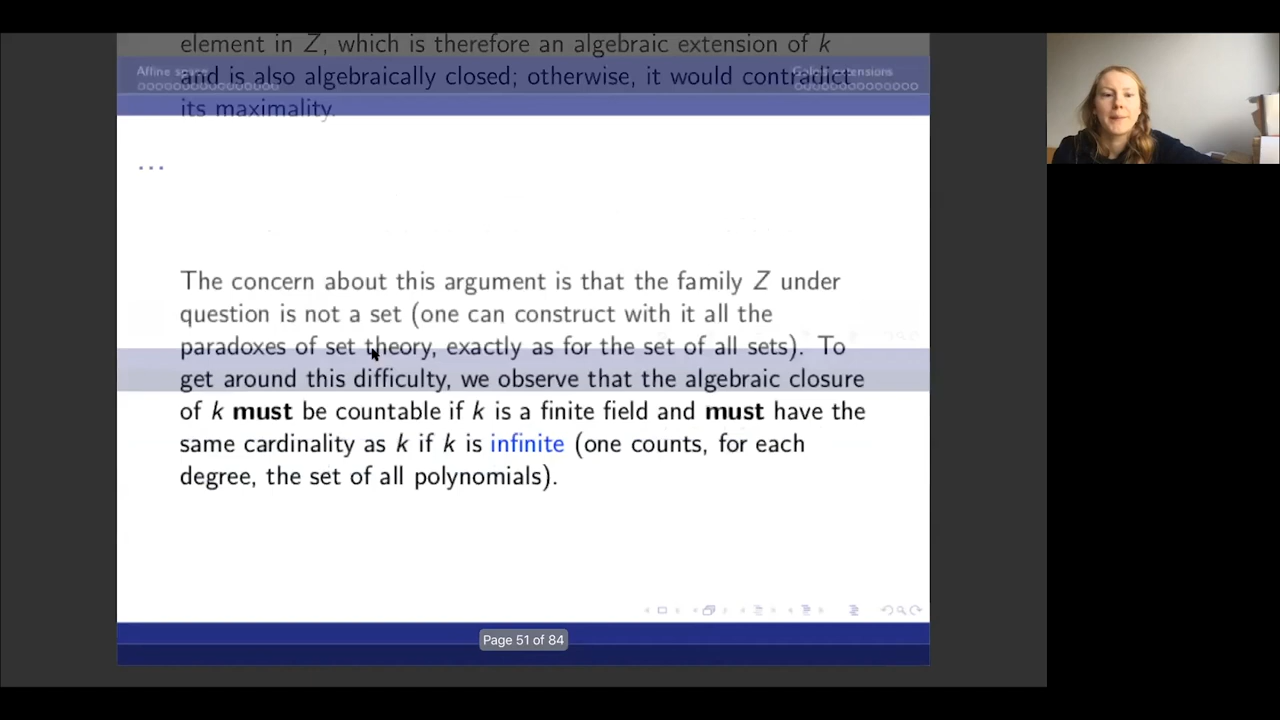 element in Z, which is therefore an algebraic extension of k
Affine space
Galois extensions
and is also algebraically closed; otherwise, it would contradict
its maximality.
...
The concern about this argument is that the family Z under
question is not a set (one can construct with it all the
paradoxes of set theory, exactly as for the set of all sets). To
get around this difficulty, we observe that the algebraic closure
of k must be countable if k is a finite field and must have the
same cardinality as k if k is infinite (one counts, for each
degree, the set of all polynomials).
Page 51 of 84